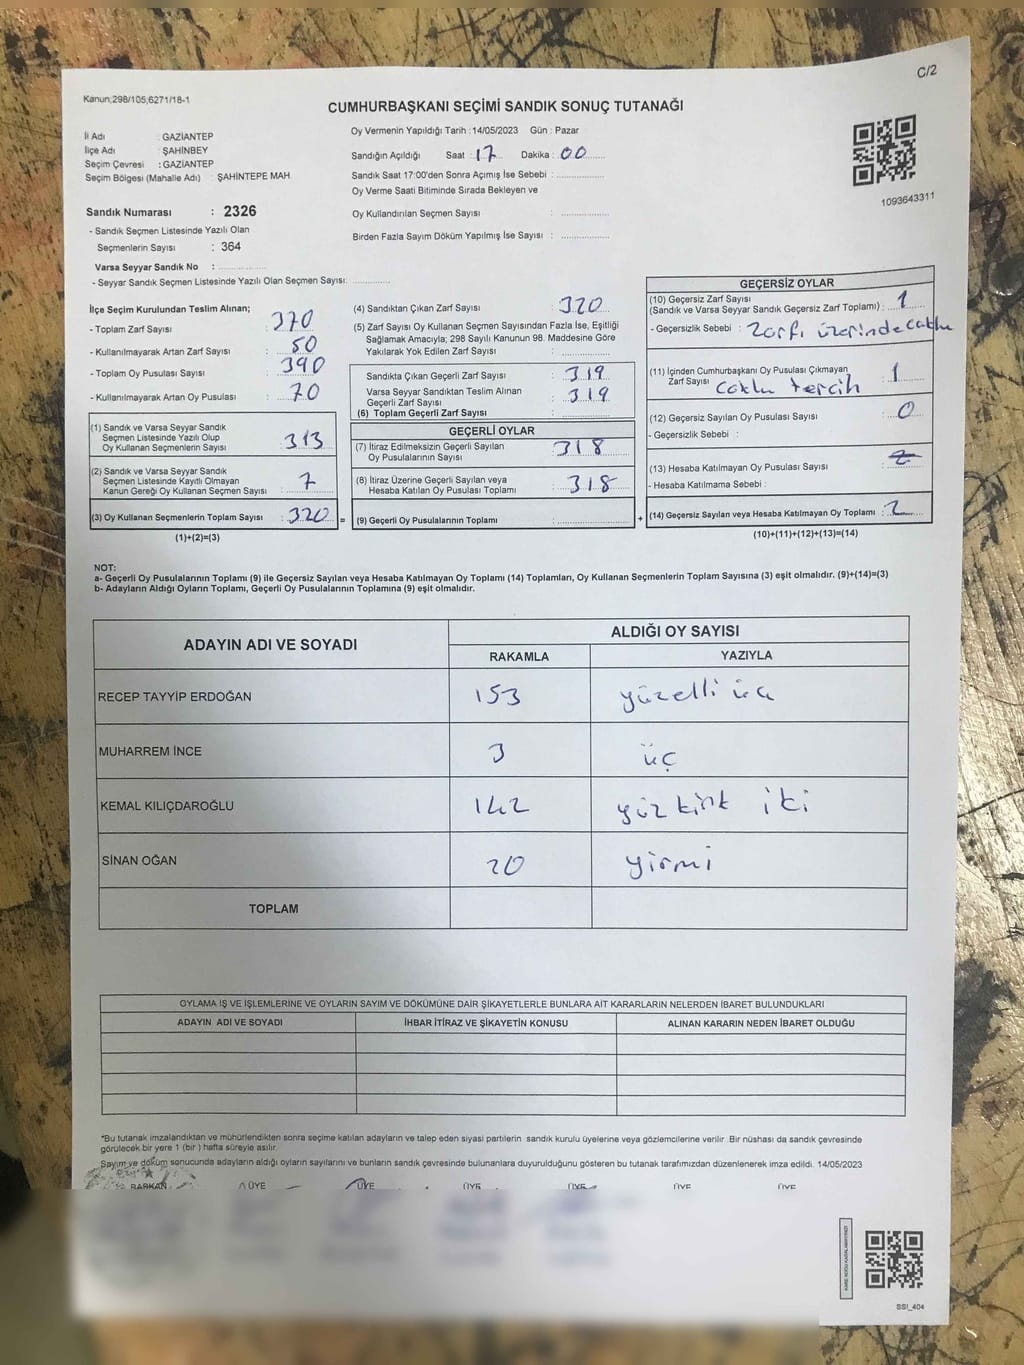 C/2
Kanun;298/105,6271/18-1
CUMHURBAŞKANI SEÇİMİ SANDIK SONUÇ TUTANAĞI
İl Adı : GAZİANTEP
İlçe Adı : ŞAHİNBEY
Seçim Çevresi : GAZİANTEP
Seçim Bölgesi (Mahalle Adı) : ŞAHİNTEPE MAH.
Sandık Numarası : 2326
- Sandık Seçmen Listesinde Yazılı Olan
Seçmenlerin Sayısı : 364
Varsa Seyyar Sandık No :
- Seyyar Sandık Seçmen Listesinde Yazılı Olan Seçmen Sayısı:
Oy Vermenin Yapıldığı Tarih :14/05/2023 Gün : Pazar
Sandığın Açıldığı Saat : 17 Dakika : 00
Sandık Saat 17:00'den Sonra Açımış İse Sebebi :
Oy Verme Saati Bitiminde Sırada Bekleyen ve
Oy Kullandırılan Seçmen Sayısı :
Birden Fazla Sayım Döküm Yapılmış İse Sayısı :
1093643311
İlçe Seçim Kurulundan Teslim Alınan;
- Toplam Zarf Sayısı : 370
- Kullanılmayarak Artan Zarf Sayısı : 50
- Toplam Oy Pusulası Sayısı : 390
- Kullanılmayarak Artan Oy Pusulası : 70
(1) Sandık ve Varsa Seyyar Sandık
Seçmen Listesinde Yazılı Olup
Oy Kullanan Seçmenlerin Sayısı : 313
(2) Sandık ve Varsa Seyyar Sandık
Seçmen Listesinde Kayıtlı Olmayan
Kanun Gereği Oy Kullanan Seçmen Sayısı : 7
(3) Oy Kullanan Seçmenlerin Toplam Sayısı : 320 =
(1)+(2)=(3)
(4) Sandıktan Çıkan Zarf Sayısı : 320
(5) Zarf Sayısı Oy Kullanan Seçmen Sayısından Fazla İse, Eşitliği
Sağlamak Amacıyla; 298 Sayılı Kanunun 98. Maddesine Göre
Yakılarak Yok Edilen Zarf Sayısı :
Sandıkta Çıkan Geçerli Zarf Sayısı : 319
Varsa Seyyar Sandıktan Teslim Alınan
Geçerli Zarf Sayısı : 319
(6) Toplam Geçerli Zarf Sayısı :
GEÇERLİ OYLAR
(7) İtiraz Edilmeksizin Geçerli Sayılan
Oy Pusulalarının Sayısı : 318
(8) İtiraz Üzerine Geçerli Sayılan veya
Hesaba Katılan Oy Pusulası Toplamı : 318
(9) Geçerli Oy Pusulalarının Toplamı : +
GEÇERSİZ OYLAR
(10) Geçersiz Zarf Sayısı
(Sandık ve Varsa Seyyar Sandık Geçersiz Zarf Toplamı) : 1
- Geçersizlik Sebebi : Zarfı üzerinde
(11) İçinden Cumhurbaşkanı Oy Pusulası Çıkmayan
Zarf Sayısı : 1
Çoklu tercih
(12) Geçersiz Sayılan Oy Pusulası Sayısı : 0
- Geçersizlik Sebebi :
(13) Hesaba Katılmayan Oy Pusulası Sayısı : 2
- Hesaba Katılmama Sebebi :
(14) Geçersiz Sayılan veya Hesaba Katılmayan Oy Toplamı : 2
(10)+(11)+(12)+(13)=(14)
NOT:
a- Geçerli Oy Pusulalarının Toplamı (9) ile Geçersiz Sayılan veya Hesaba Katılmayan Oy Toplamı (14) Toplamları, Oy Kullanan Seçmenlerin Toplam Sayısına (3) eşit olmalıdır. (9)+(14)=(3)
b- Adayların Aldığı Oyların Toplamı, Geçerli Oy Pusulalarının Toplamına (9) eşit olmalıdır.
ADAYIN ADI VE SOYADI ALDIĞI OY SAYISI
RAKAMLA YAZIYLA
RECEP TAYYİP ERDOĞAN 153 yüzelli üç
MUHARREM İNCE 3 üç
KEMAL KILIÇDAROĞLU 142 yüz kırk iki
SİNAN OĞAN 20 yirmi
TOPLAM
OYLAMA İŞ VE İŞLEMLERİNE VE OYLARIN SAYIM VE DÖKÜMÜNE DAİR ŞİKAYETLERLE BUNLARA AİT KARARLARIN NELERDEN İBARET BULUNDUKLARI
ADAYIN ADI VE SOYADI İHBAR İTİRAZ VE ŞİKAYETİN KONUSU ALINAN KARARIN NEDEN İBARET OLDUĞU
*Bu tutanak imzalandıktan ve mühürlendikten sonra seçime katılan adayların ve talep eden siyasi partilerin sandık kurulu üyelerine veya gözlemcilerine verilir. Bir nüshası da sandık çevresinde
görülecek bir yere 1 (bir) hafta süreyle asılır.
Sayım ve döküm sonucunda adayların aldığı oyların sayılarını ve bunların sandık çevresinde bulunanlara duyurulduğunu gösteren bu tutanak tarafımızdan düzenlenerek imza edildi. 14/05/2023
BAŞKAN ÜYE ÜYE ÜYE ÜYE ÜYE ÜYE
SSI_404